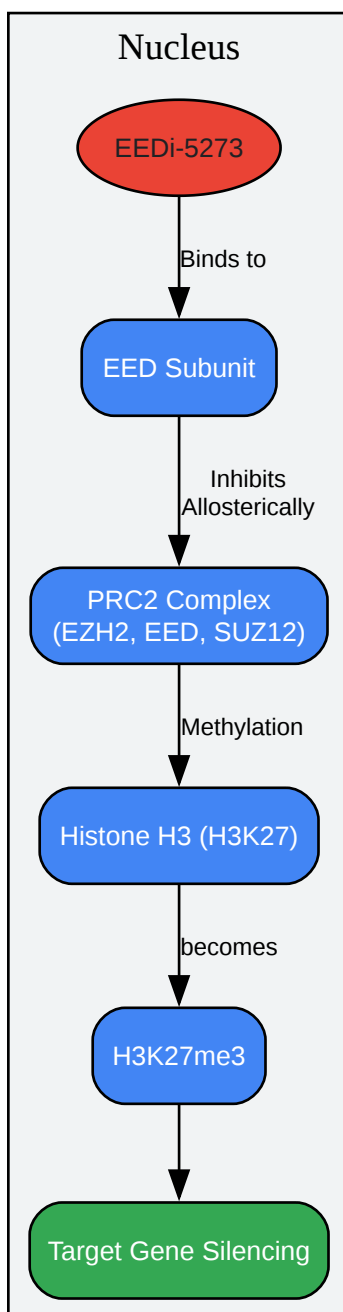 Nucleus
EEDi-5273
Binds to
EED Subunit
Inhibits
Allosterically
PRC2 Complex
(EZH2, EED, SUZ12)
Methylation
Histone H3 (H3K27)
becomes
H3K27me3
Target Gene Silencing